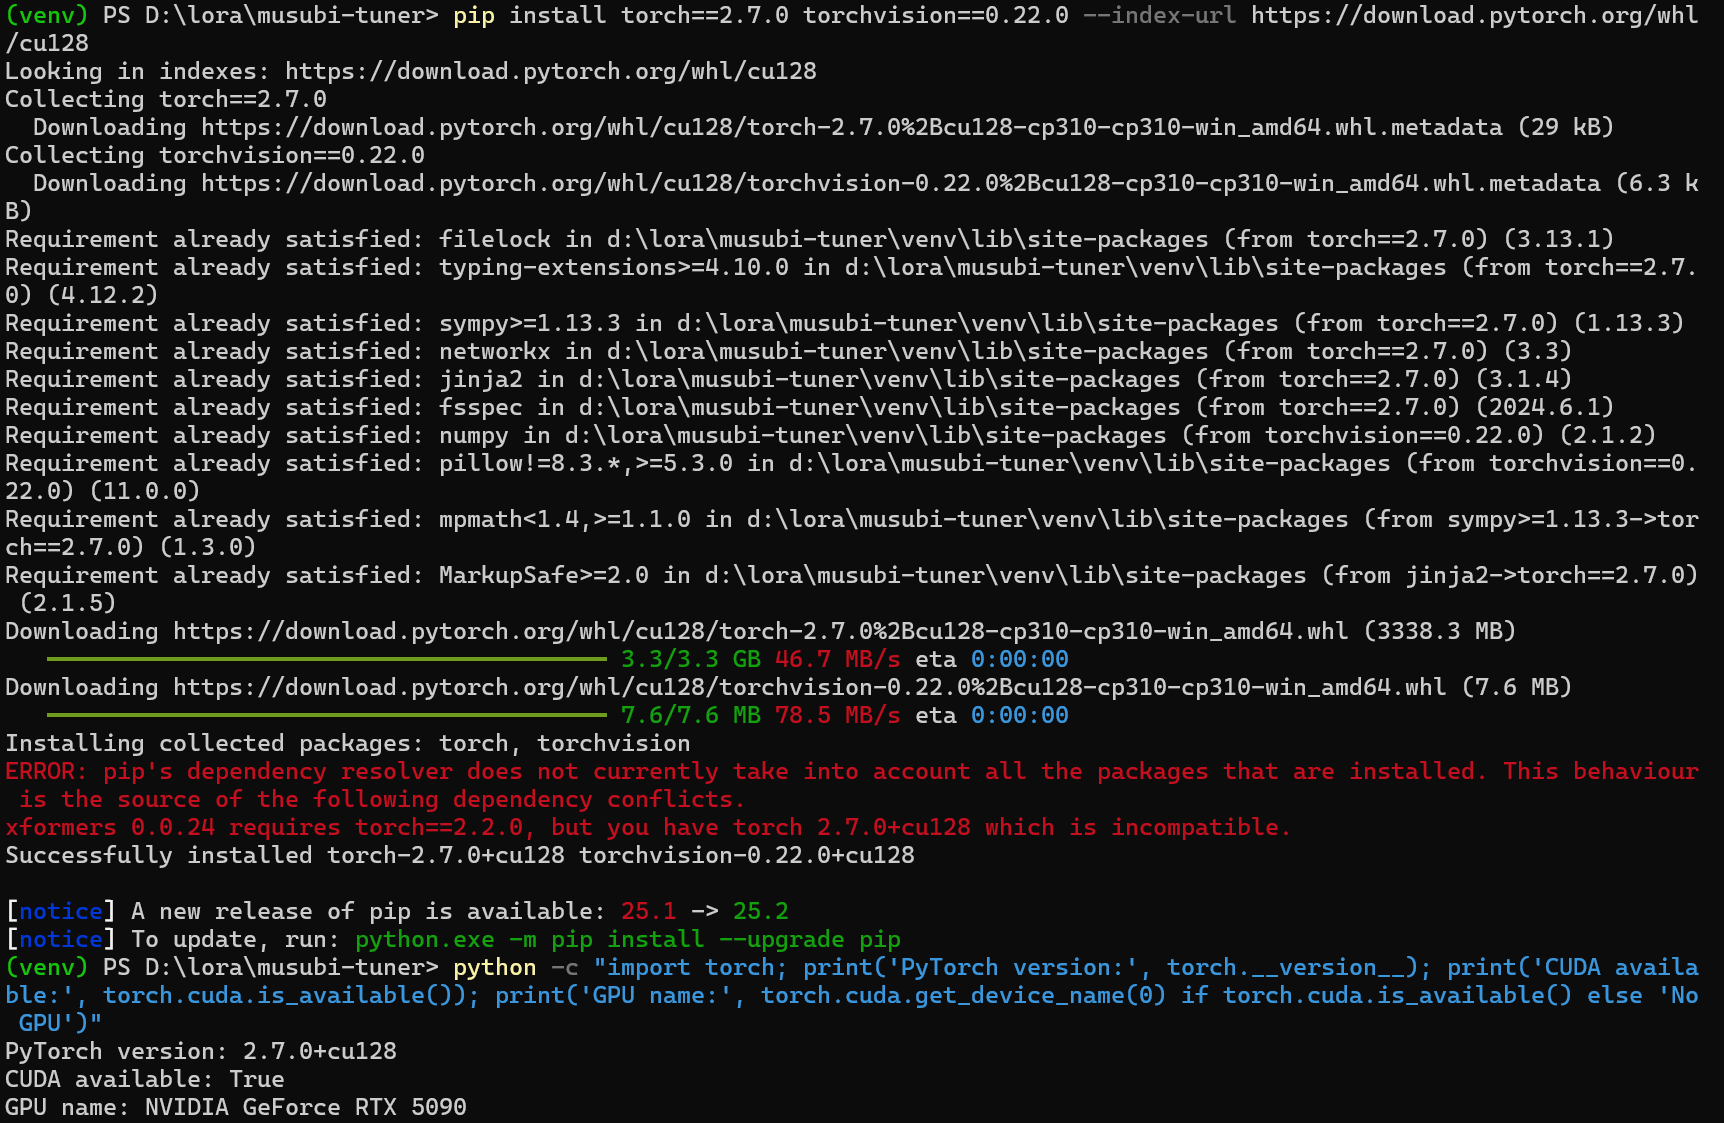 (venv) PS D:\lora\musubi-tuner> pip install torch==2.7.0 torchvision==0.22.0 --index-url https://download.pytorch.org/whl
/cu128
Looking in indexes: https://download.pytorch.org/whl/cu128
Collecting torch==2.7.0
  Downloading https://download.pytorch.org/whl/cu128/torch-2.7.0%2Bcu128-cp310-cp310-win_amd64.whl.metadata (29 kB)
Collecting torchvision==0.22.0
  Downloading https://download.pytorch.org/whl/cu128/torchvision-0.22.0%2Bcu128-cp310-cp310-win_amd64.whl.metadata (6.3 k
B)
Requirement already satisfied: filelock in d:\lora\musubi-tuner\venv\lib\site-packages (from torch==2.7.0) (3.13.1)
Requirement already satisfied: typing-extensions>=4.10.0 in d:\lora\musubi-tuner\venv\lib\site-packages (from torch==2.7.
0) (4.12.2)
Requirement already satisfied: sympy>=1.13.3 in d:\lora\musubi-tuner\venv\lib\site-packages (from torch==2.7.0) (1.13.3)
Requirement already satisfied: networkx in d:\lora\musubi-tuner\venv\lib\site-packages (from torch==2.7.0) (3.3)
Requirement already satisfied: jinja2 in d:\lora\musubi-tuner\venv\lib\site-packages (from torch==2.7.0) (3.1.4)
Requirement already satisfied: fsspec in d:\lora\musubi-tuner\venv\lib\site-packages (from torch==2.7.0) (2024.6.1)
Requirement already satisfied: numpy in d:\lora\musubi-tuner\venv\lib\site-packages (from torchvision==0.22.0) (2.1.2)
Requirement already satisfied: pillow!=8.3.*,>=5.3.0 in d:\lora\musubi-tuner\venv\lib\site-packages (from torchvision==0.
22.0) (11.0.0)
Requirement already satisfied: mpmath<1.4,>=1.1.0 in d:\lora\musubi-tuner\venv\lib\site-packages (from sympy>=1.13.3->tor
ch==2.7.0) (1.3.0)
Requirement already satisfied: MarkupSafe>=2.0 in d:\lora\musubi-tuner\venv\lib\site-packages (from jinja2->torch==2.7.0)
 (2.1.5)
Downloading https://download.pytorch.org/whl/cu128/torch-2.7.0%2Bcu128-cp310-cp310-win_amd64.whl (3338.3 MB)
3.3/3.3 GB 46.7 MB/s eta 0:00:00
Downloading https://download.pytorch.org/whl/cu128/torchvision-0.22.0%2Bcu128-cp310-cp310-win_amd64.whl (7.6 MB)
7.6/7.6 MB 78.5 MB/s eta 0:00:00
Installing collected packages: torch, torchvision
ERROR: pip's dependency resolver does not currently take into account all the packages that are installed. This behaviour
 is the source of the following dependency conflicts.
xformers 0.0.24 requires torch==2.2.0, but you have torch 2.7.0+cu128 which is incompatible.
Successfully installed torch-2.7.0+cu128 torchvision-0.22.0+cu128

[notice] A new release of pip is available: 25.1 -> 25.2
[notice] To update, run: python.exe -m pip install --upgrade pip
(venv) PS D:\lora\musubi-tuner> python -c "import torch; print('PyTorch version:', torch.__version__); print('CUDA availa
ble:', torch.cuda.is_available()); print('GPU name:', torch.cuda.get_device_name(0) if torch.cuda.is_available() else 'No
 GPU')"
PyTorch version: 2.7.0+cu128
CUDA available: True
GPU name: NVIDIA GeForce RTX 5090